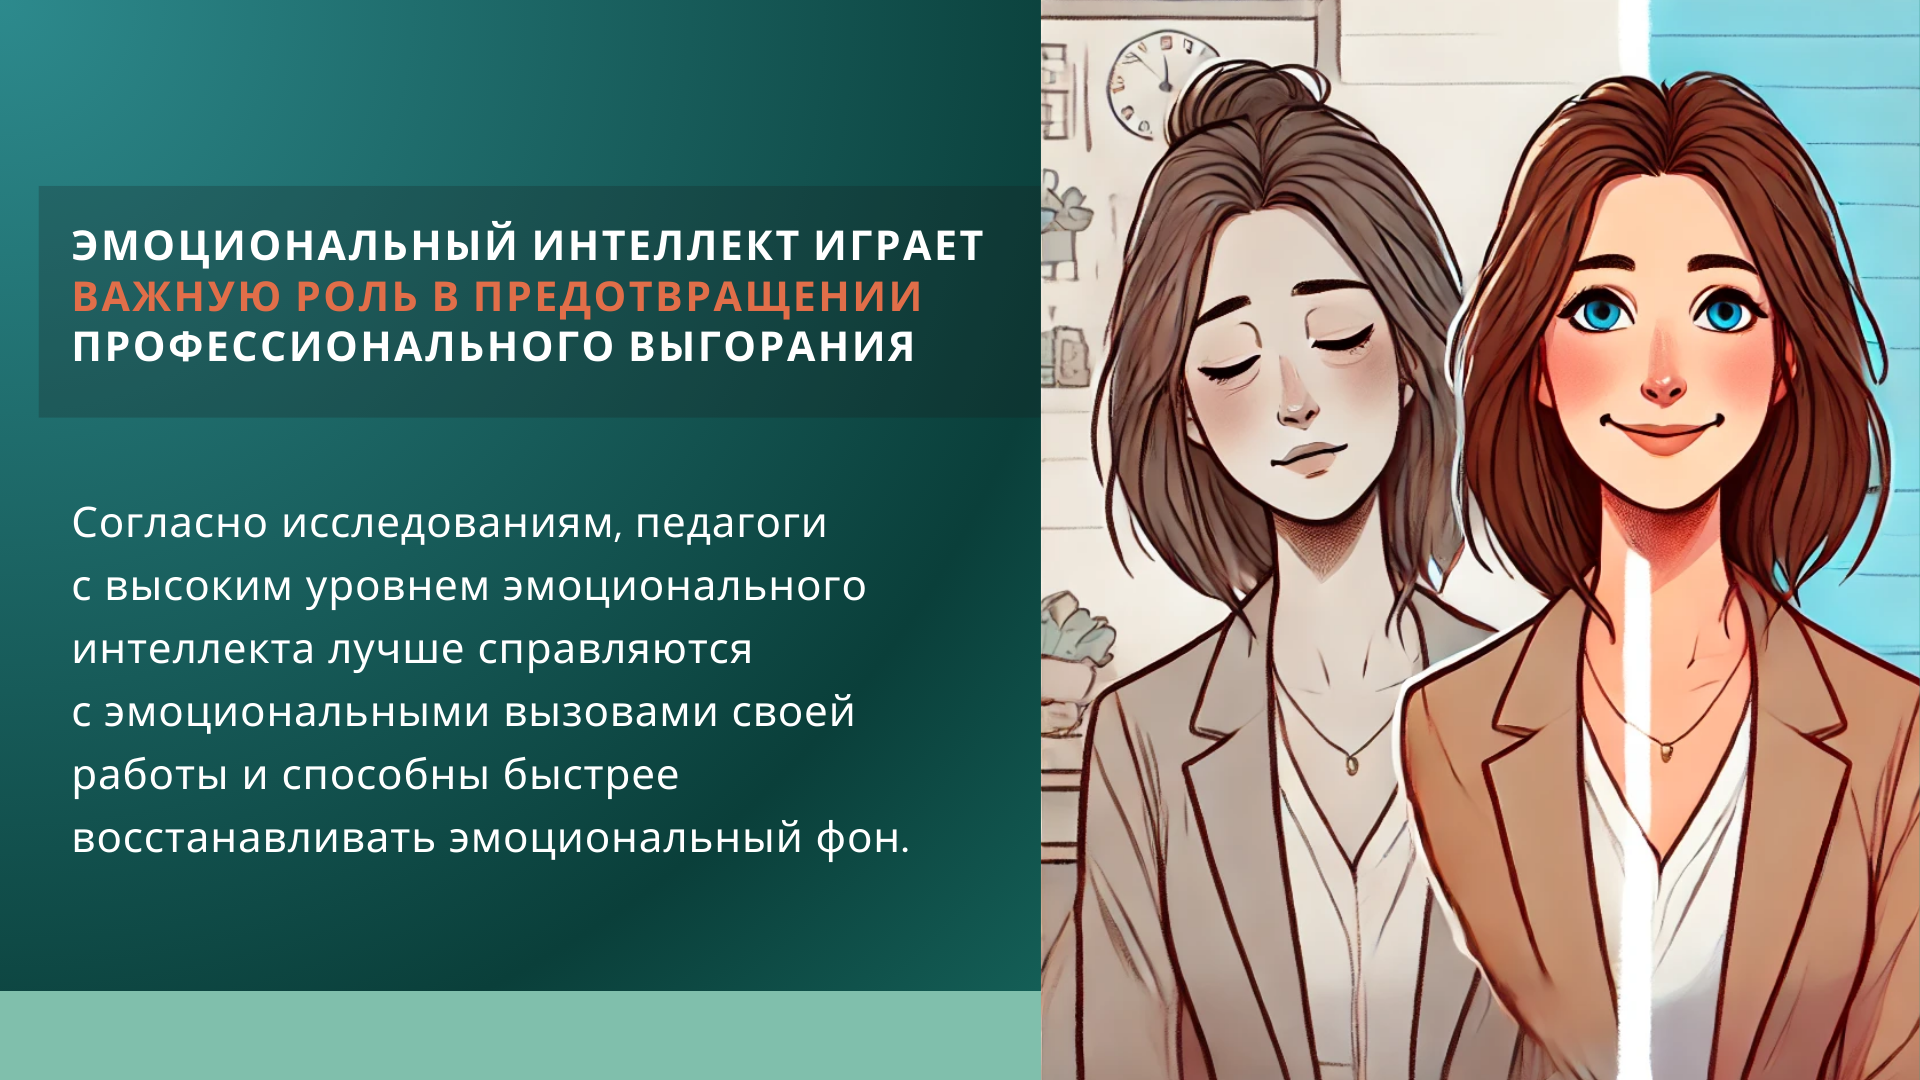 ЭМОЦИОНАЛЬНЫЙ ИНТЕЛЛЕКТ ИГРАЕТ
ВАЖНУЮ РОЛЬ В ПРЕДОТВРАЩЕНИИ
ПРОФЕССИОНАЛЬНОГО ВЫГОРАНИЯ
Согласно исследованиям, педагоги
с высоким уровнем эмоционального
интеллекта лучше справляются
с эмоциональными вызовами своей
работы и способны быстрее
восстанавливать эмоциональный фон.